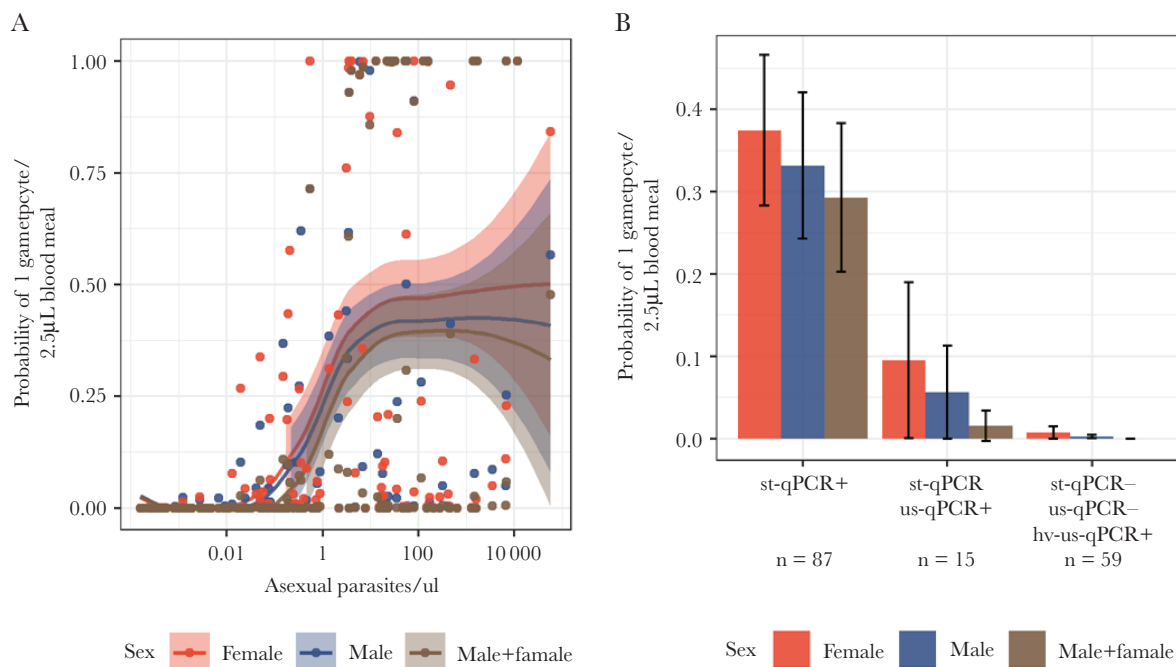 A
Probability of 1 gametpcyte/
2.5µL blood meal
1.00
0.75
0.50
0.25
0.00
0.01
1
100
10 000
Asexual parasites/ul
Sex
Female
Male
Male+famale
B
Probability of 1 gametpcyte/
2.5µL blood meal
0.4
0.3
0.2
0.1
0.0
st-qPCR+
st-qPCR
us-qPCR+
st-qPCR–
us-qPCR–
hv-us-qPCR+
n = 87
n = 15
n = 59
Sex
Female
Male
Male+famale